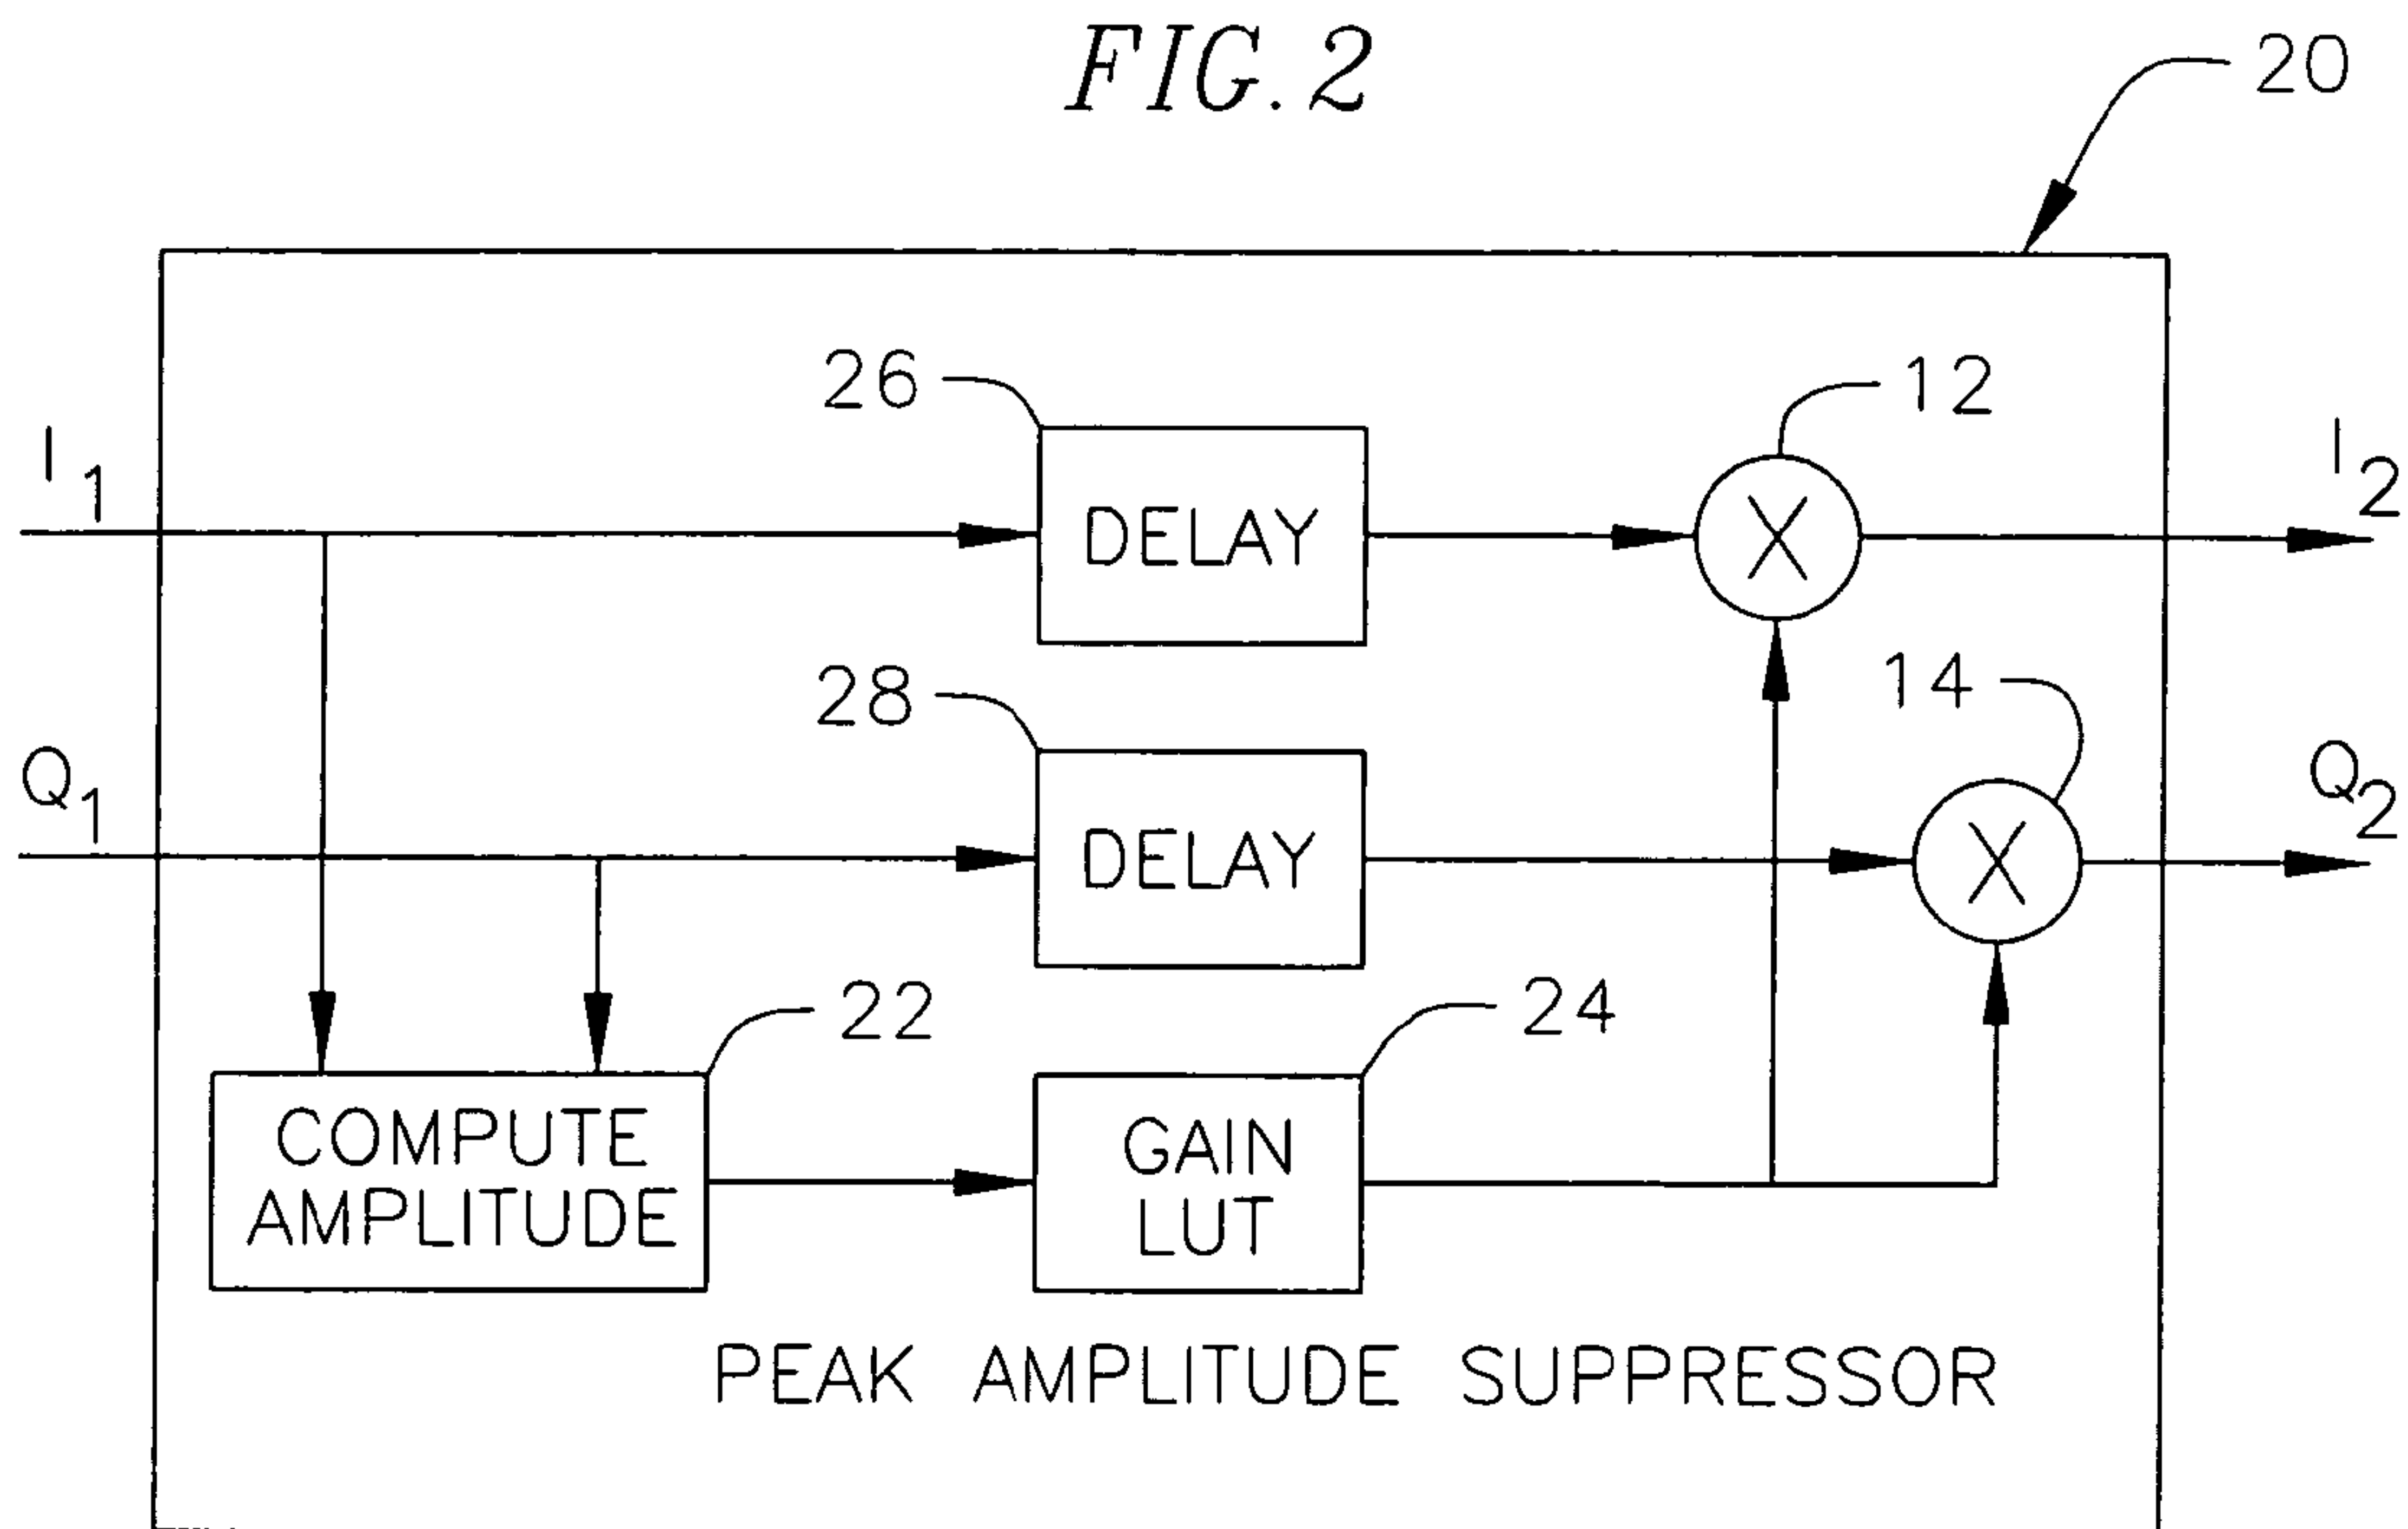 FIG. 2
20
26
12
I1
DELAY
X
I2
28
14
Q1
DELAY
X
Q2
22
24
COMPUTE
AMPLITUDE
GAIN
LUT
PEAK AMPLITUDE SUPPRESSOR